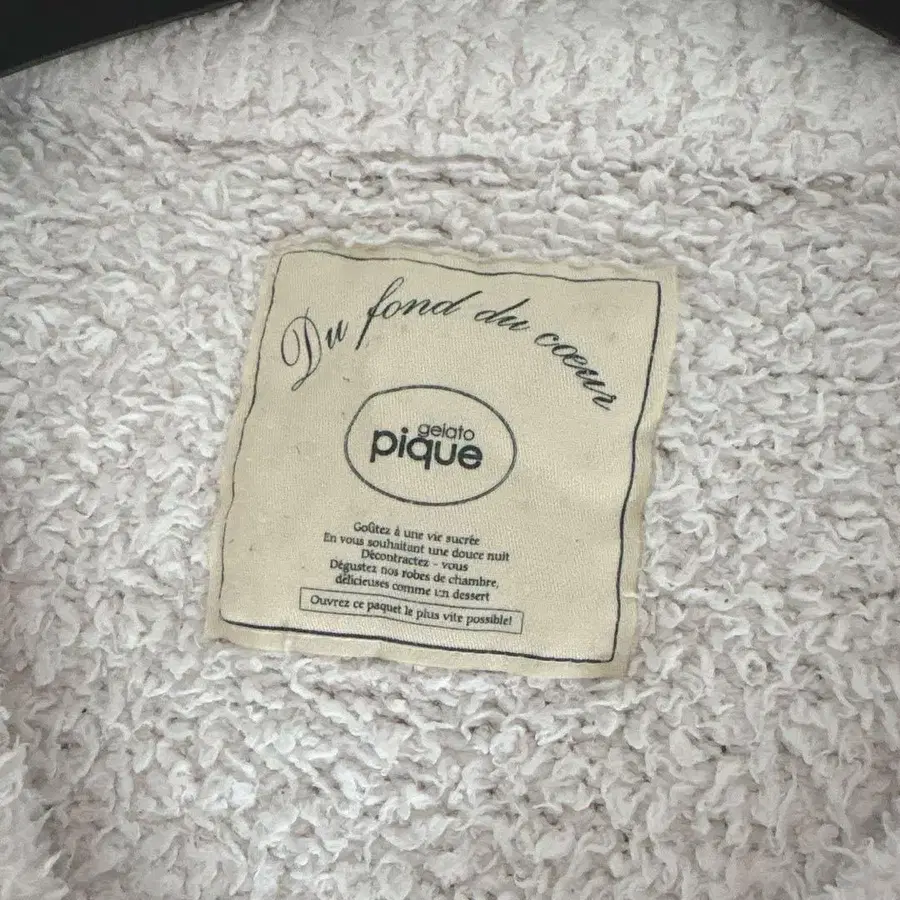 Du fond du cœur
gelato
pique
Goûtez à une vie sucrée
En vous souhaitant une douce nuit
Décontractez - vous
Dégustez nos robes de chambre,
délicieuses comme un dessert
Ouvrez ce paquet le plus vite possible!